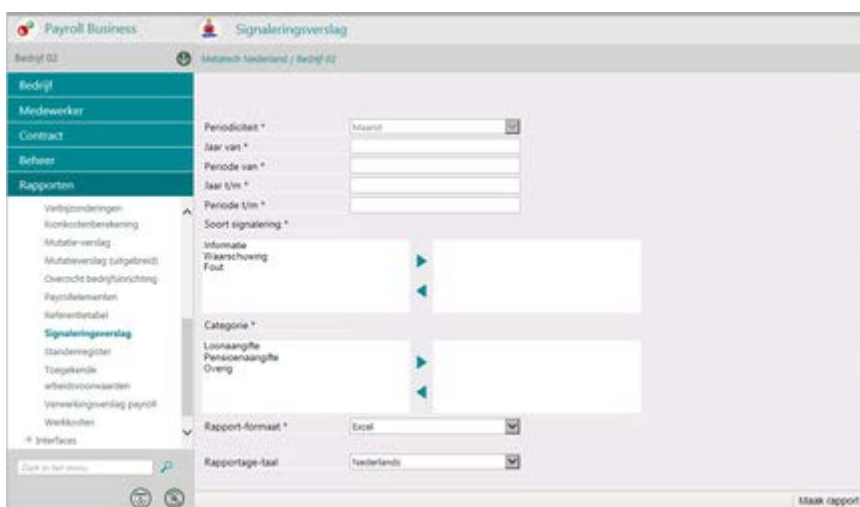 Payroll Business
Signaleringsverslag
Bedrijf 02
Metatech Nederland / Bedrijf 02
Bedrijf
Medewerker
Contract
Beheer
Rapporten
Verbijzonderingen
loonkostenberekening
Mutatie-verslag
Mutatieverslag (uitgebreid)
Overzicht bedrijfsinrichting
Payrollelementen
Referentietabel
Signaleringsverslag
Standenregister
Toegekende
arbeidsvoorwaarden
Verwerkingsverslag payroll
Werkkosten
Interfaces
Zoek in het menu
Periodiciteit * Maand
Jaar van *
Periode van *
Jaar t/m *
Periode t/m *
Soort signalering *
Informatie
Waarschuwing
Fout
Categorie *
Loonaangifte
Pensioenaangifte
Overig
Rapport-formaat * Excel
Rapportage-taal Nederlands
Maak rapport